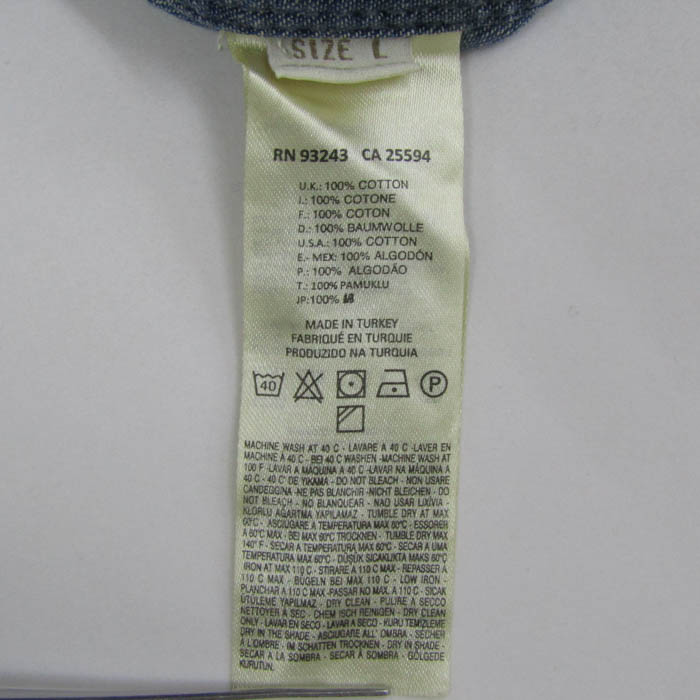 SIZE L
RN 93243 CA 25594
U.K.: 100% COTTON
I.: 100% COTONE
F.: 100% COTON
D.: 100% BAUMWOLLE
U.S.A.: 100% COTTON
E.- MEX: 100% ALGODÓN
P.: 100% ALGODÃO
T.: 100% PAMUKLU
JP:100%
MADE IN TURKEY
FABRIQUÉ EN TURQUIE
PRODUZIDO NA TURQUIA
40 P
MACHINE WASH AT 40 C - LAVARE A 40 C -LAVER EN
MACHINE À 40 C - BEI 40 C WASHEN -MACHINE WASH AT
100 F -LAVAR A MÁQUINA A 40 C -LAVAR NA MÁQUINA A
40 C - 40 C' DE YIKAMA - DO NOT BLEACH - NON USARE
CANDEGGINA -NE PAS BLANCHIR -NICHT BLEICHEN - DO
NOT BLEACH - NO BLANQUEAR - NAO USAR LIXIVIA -
KLORLU AGARTMA YAPILAMAZ - TUMBLE DRY AT MAX
60°C - ASCIUGARE A TEMPERATURA MAX 60°C - ESSORER
A 60°C MAX - BEI MAX 60°C TROCKNEN - TUMBLE DRY MAX
140° F - SECAR A TEMPERATURA MAX 60°C - SECAR A UMA
TEMPERATURA MAX 60°C - DÜŞÜK SICAKLIKTA MAKS 60°C
IRON AT MAX 110 C - STIRARE A 110 C MAX - REPASSER À
110 C MAX - BÜGELN BEI MAX 110 C - LOW IRON -
PLANCHAR A 110 C MAX -PASSAR NO MAX. A 110 C - SICAK
UTULEME YAPILMAZ - DRY CLEAN - PULIRE A SECCO
NETTOYER A SEC - CHEMISCH REINIGEN - DRY CLEAN
ONLY - LAVAR EN SECO - LAVAR A SECO - KURU TEMIZLEME
DRY IN THE SHADE - ASCIUGARE ALL' OMBRA - SÉCHER
À L'OMBRE - IM SCHATTEN TROCKNEN - DRY IN SHADE -
SECAR A LA SOMBRA - SECAR À SOMBRA - GÖLGEDE
KURUTUN.